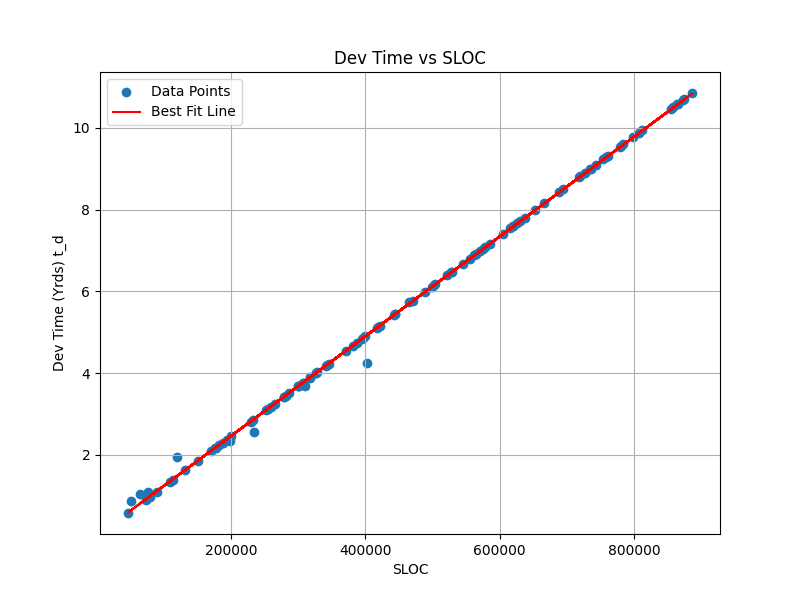 Dev Time vs SLOC
Data Points
Best Fit Line
10
8
6
4
2
Dev Time (Yrds) t_d
200000
400000
600000
800000
SLOC